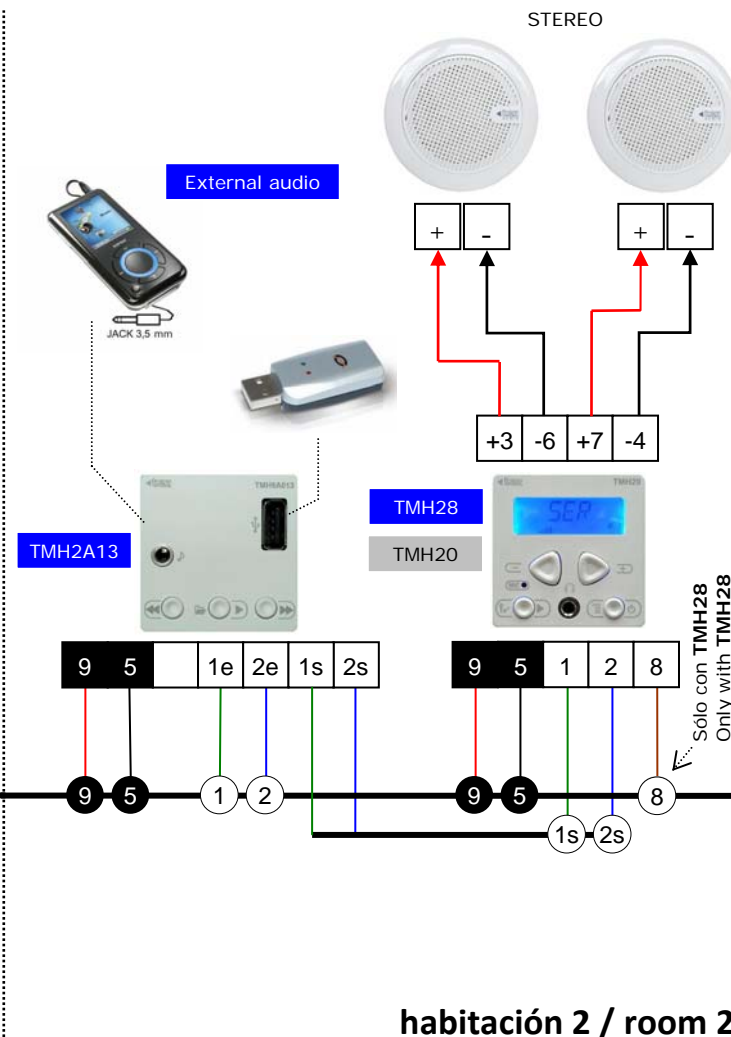 STEREO
External audio
JACK 3,5 mm
+ - + -
+3 -6 +7 -4
TMH2A13
TMH28
TMH20
TMH28
SER
9 5 1e 2e 1s 2s
9 5 1 2 8
Sólo con TMH28
Only with TMH28
9 5 1 2 9 5 8
1s 2s
habitación 2 / room 2